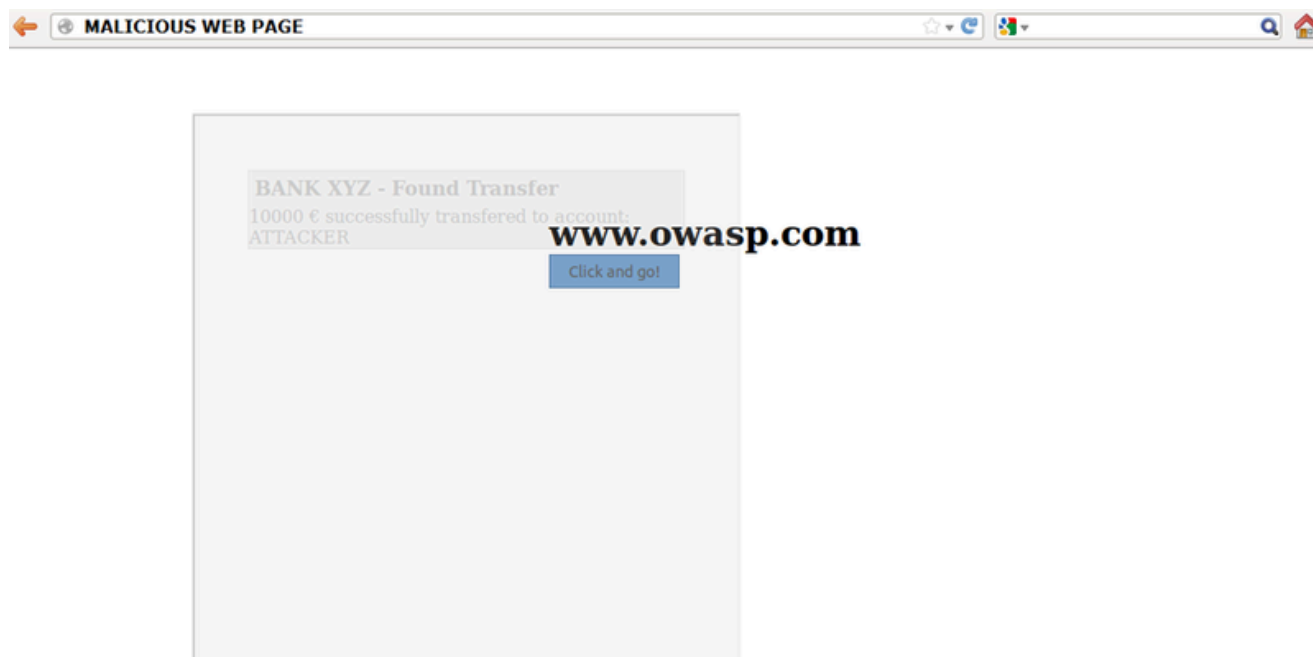 MALICIOUS WEB PAGE
BANK XYZ - Found Transfer
10000 € successfully transfered to account:
ATTACKER
www.owasp.com
Click and go!